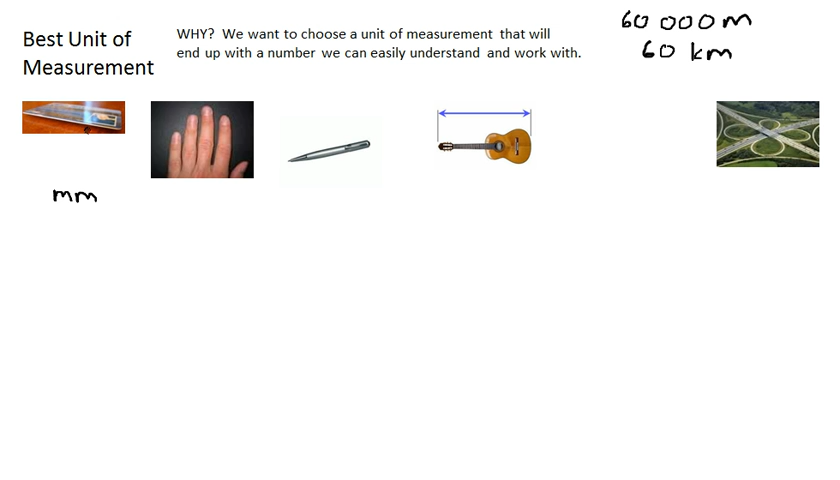 Best Unit of
Measurement
WHY? We want to choose a unit of measurement that will
end up with a number we can easily understand and work with.
60 000m
60 km
mm